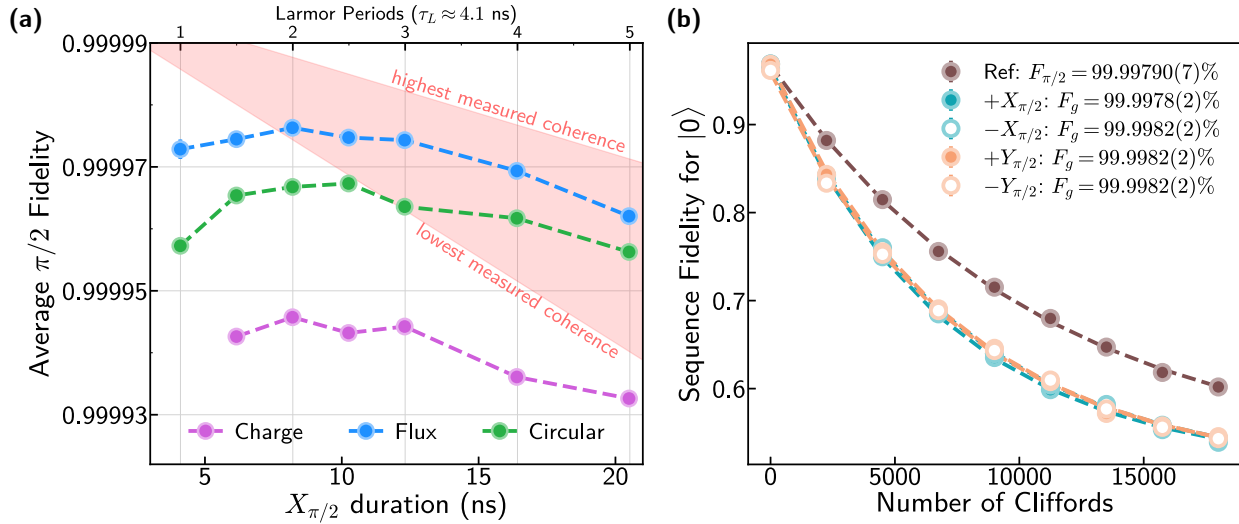 (a)
Larmor Periods (τ_L ≈ 4.1 ns)
1 2 3 4 5
0.99999
0.99997
0.99995
0.99993
Average π/2 Fidelity
highest measured coherence
lowest measured coherence
Charge Flux Circular
5 10 15 20
X_{π/2} duration (ns)
(b)
Sequence Fidelity for |0⟩
0.9
0.8
0.7
0.6
Ref: F_{π/2} = 99.99790(7)%
+X_{π/2}: F_g = 99.9978(2)%
−X_{π/2}: F_g = 99.9982(2)%
+Y_{π/2}: F_g = 99.9982(2)%
−Y_{π/2}: F_g = 99.9982(2)%
0 5000 10000 15000
Number of Cliffords